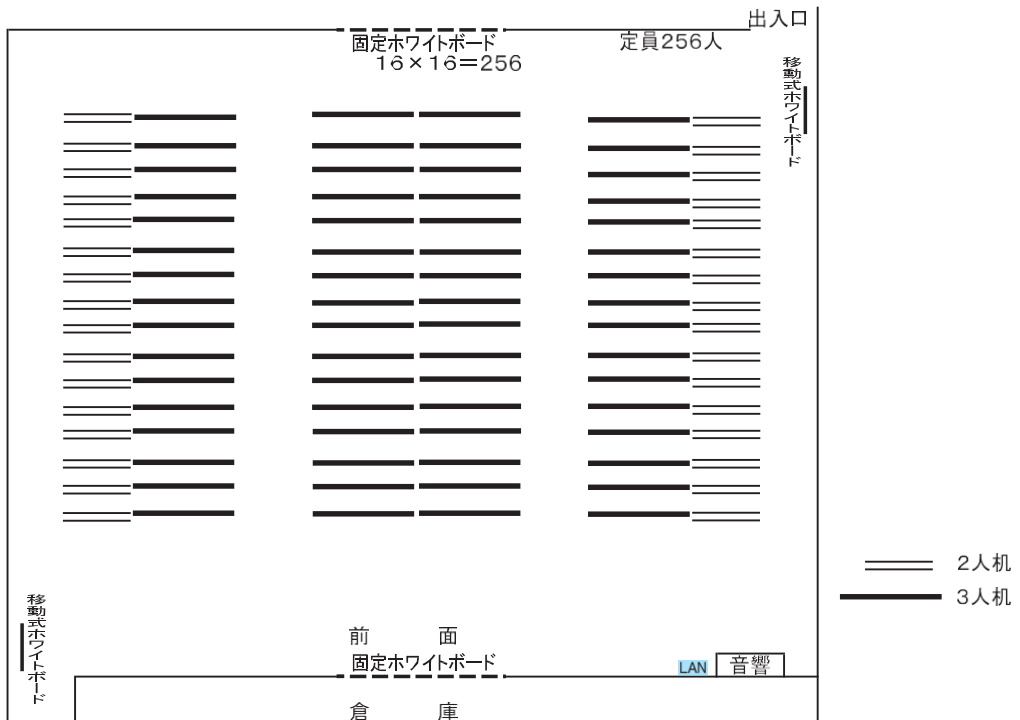 出入口
定員256人
固定ホワイトボード
16×16=256
移動式ホワイトボード
2人机
3人机
移動式ホワイトボード
前　面
固定ホワイトボード
LAN
音響
倉　庫